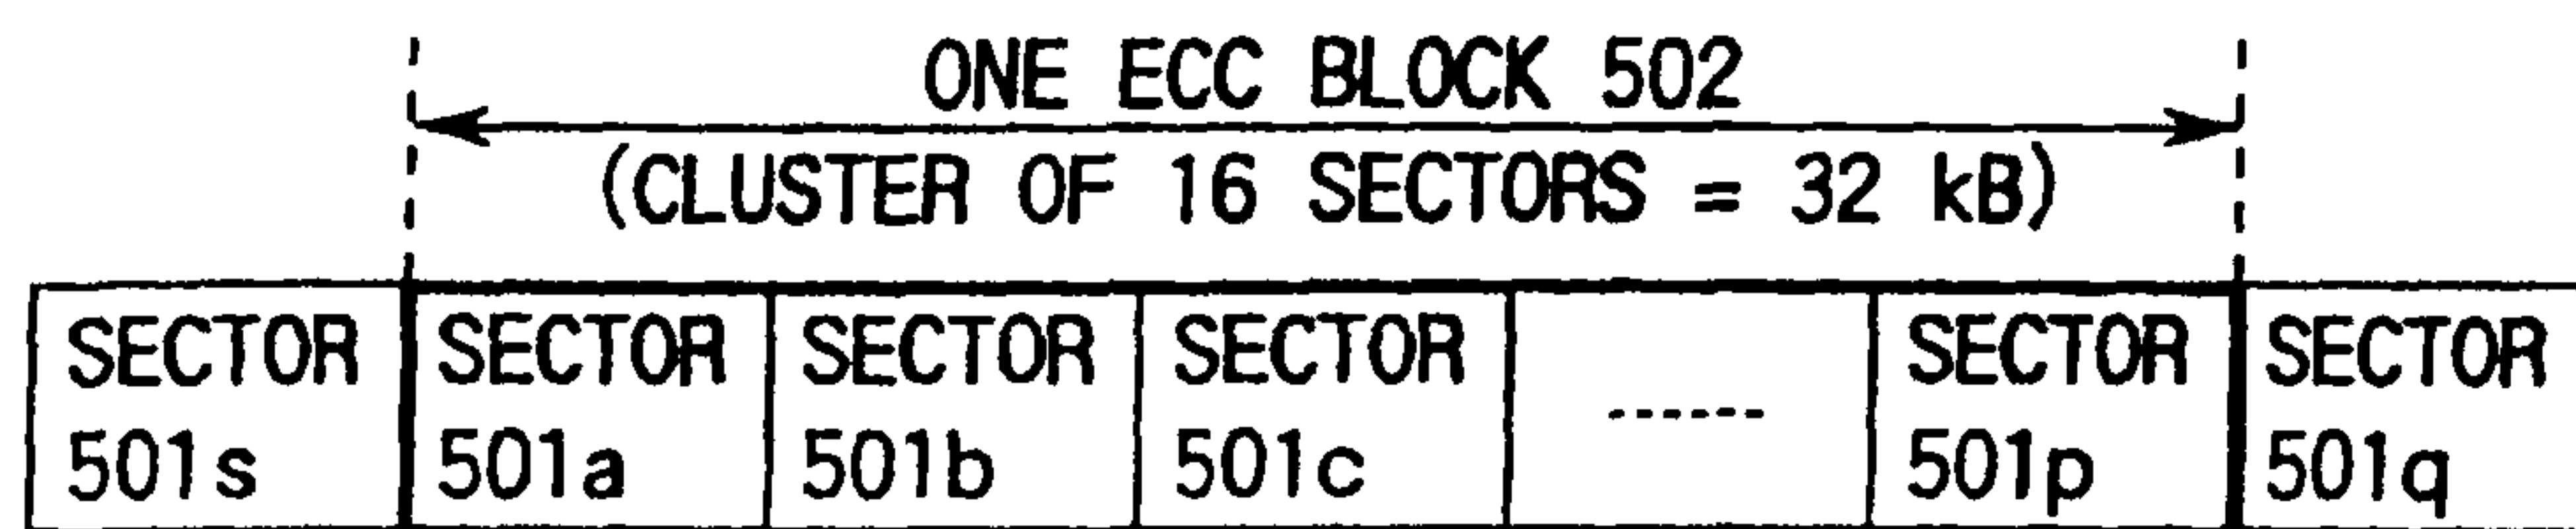 ONE ECC BLOCK 502
(CLUSTER OF 16 SECTORS = 32 kB)
SECTOR SECTOR SECTOR SECTOR ------ SECTOR SECTOR
501s 501a 501b 501c 501p 501q